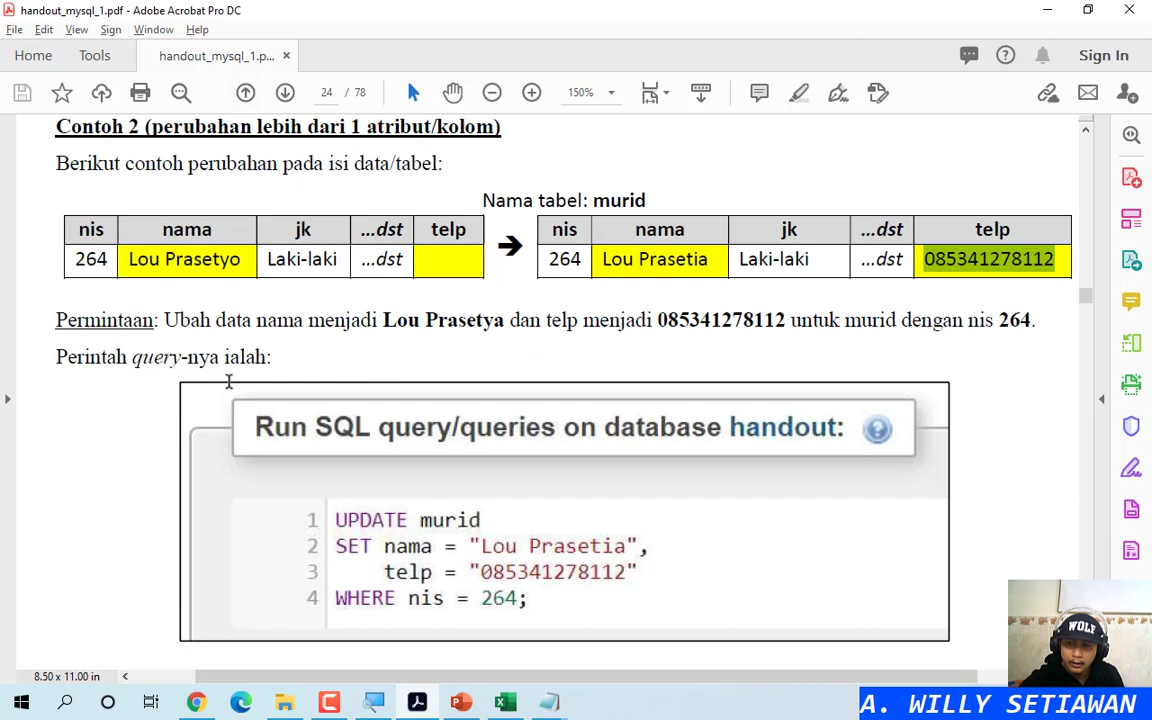 handout_mysql_1.pdf - Adobe Acrobat Pro DC
File Edit View Sign Window Help
Home Tools handout_mysql_1.p... × Sign In
24 / 78 150%
Contoh 2 (perubahan lebih dari 1 atribut/kolom)
Berikut contoh perubahan pada isi data/tabel:
Nama tabel: murid
nis nama jk ...dst telp nis nama jk ...dst telp
264 Lou Prasetyo Laki-laki ...dst 264 Lou Prasetia Laki-laki ...dst 085341278112
Permintaan: Ubah data nama menjadi Lou Prasetya dan telp menjadi 085341278112 untuk murid dengan nis 264.
Perintah query-nya ialah:
Run SQL query/queries on database handout:
1 UPDATE murid
2 SET nama = "Lou Prasetia",
3 telp = "085341278112"
4 WHERE nis = 264;
WOLF
8.50 x 11.00 in
A. WILLY SETIAWAN